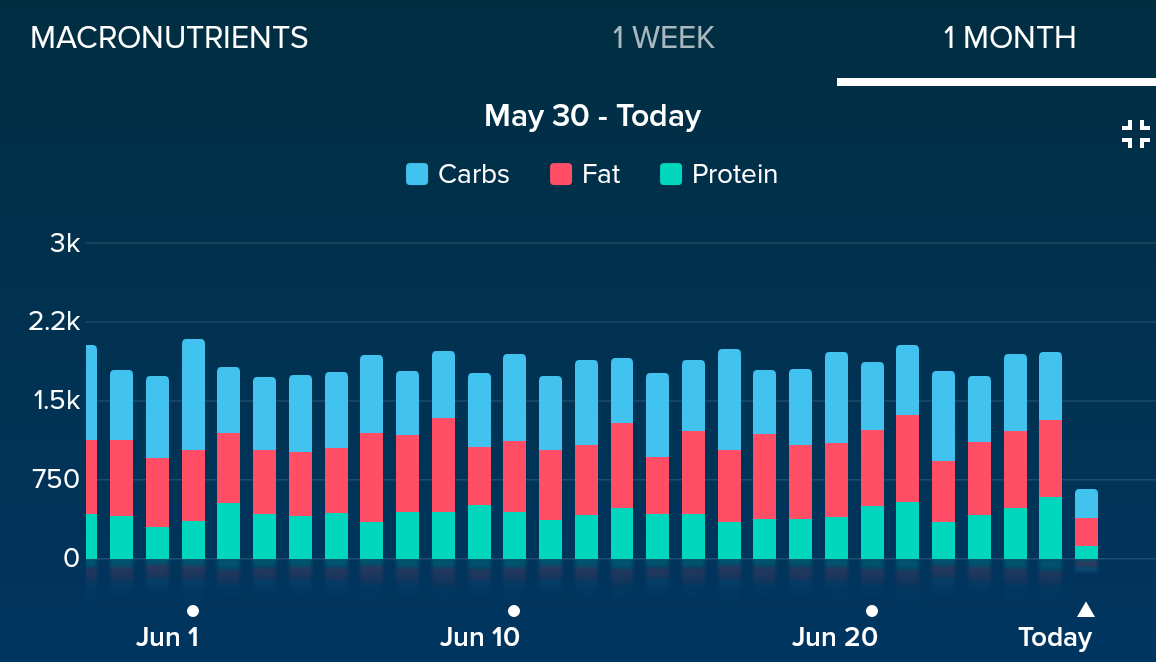 MACRONUTRIENTS 1 WEEK 1 MONTH
May 30 - Today
Carbs Fat Protein
3k
2.2k
1.5k
750
0
Jun 1 Jun 10 Jun 20 Today